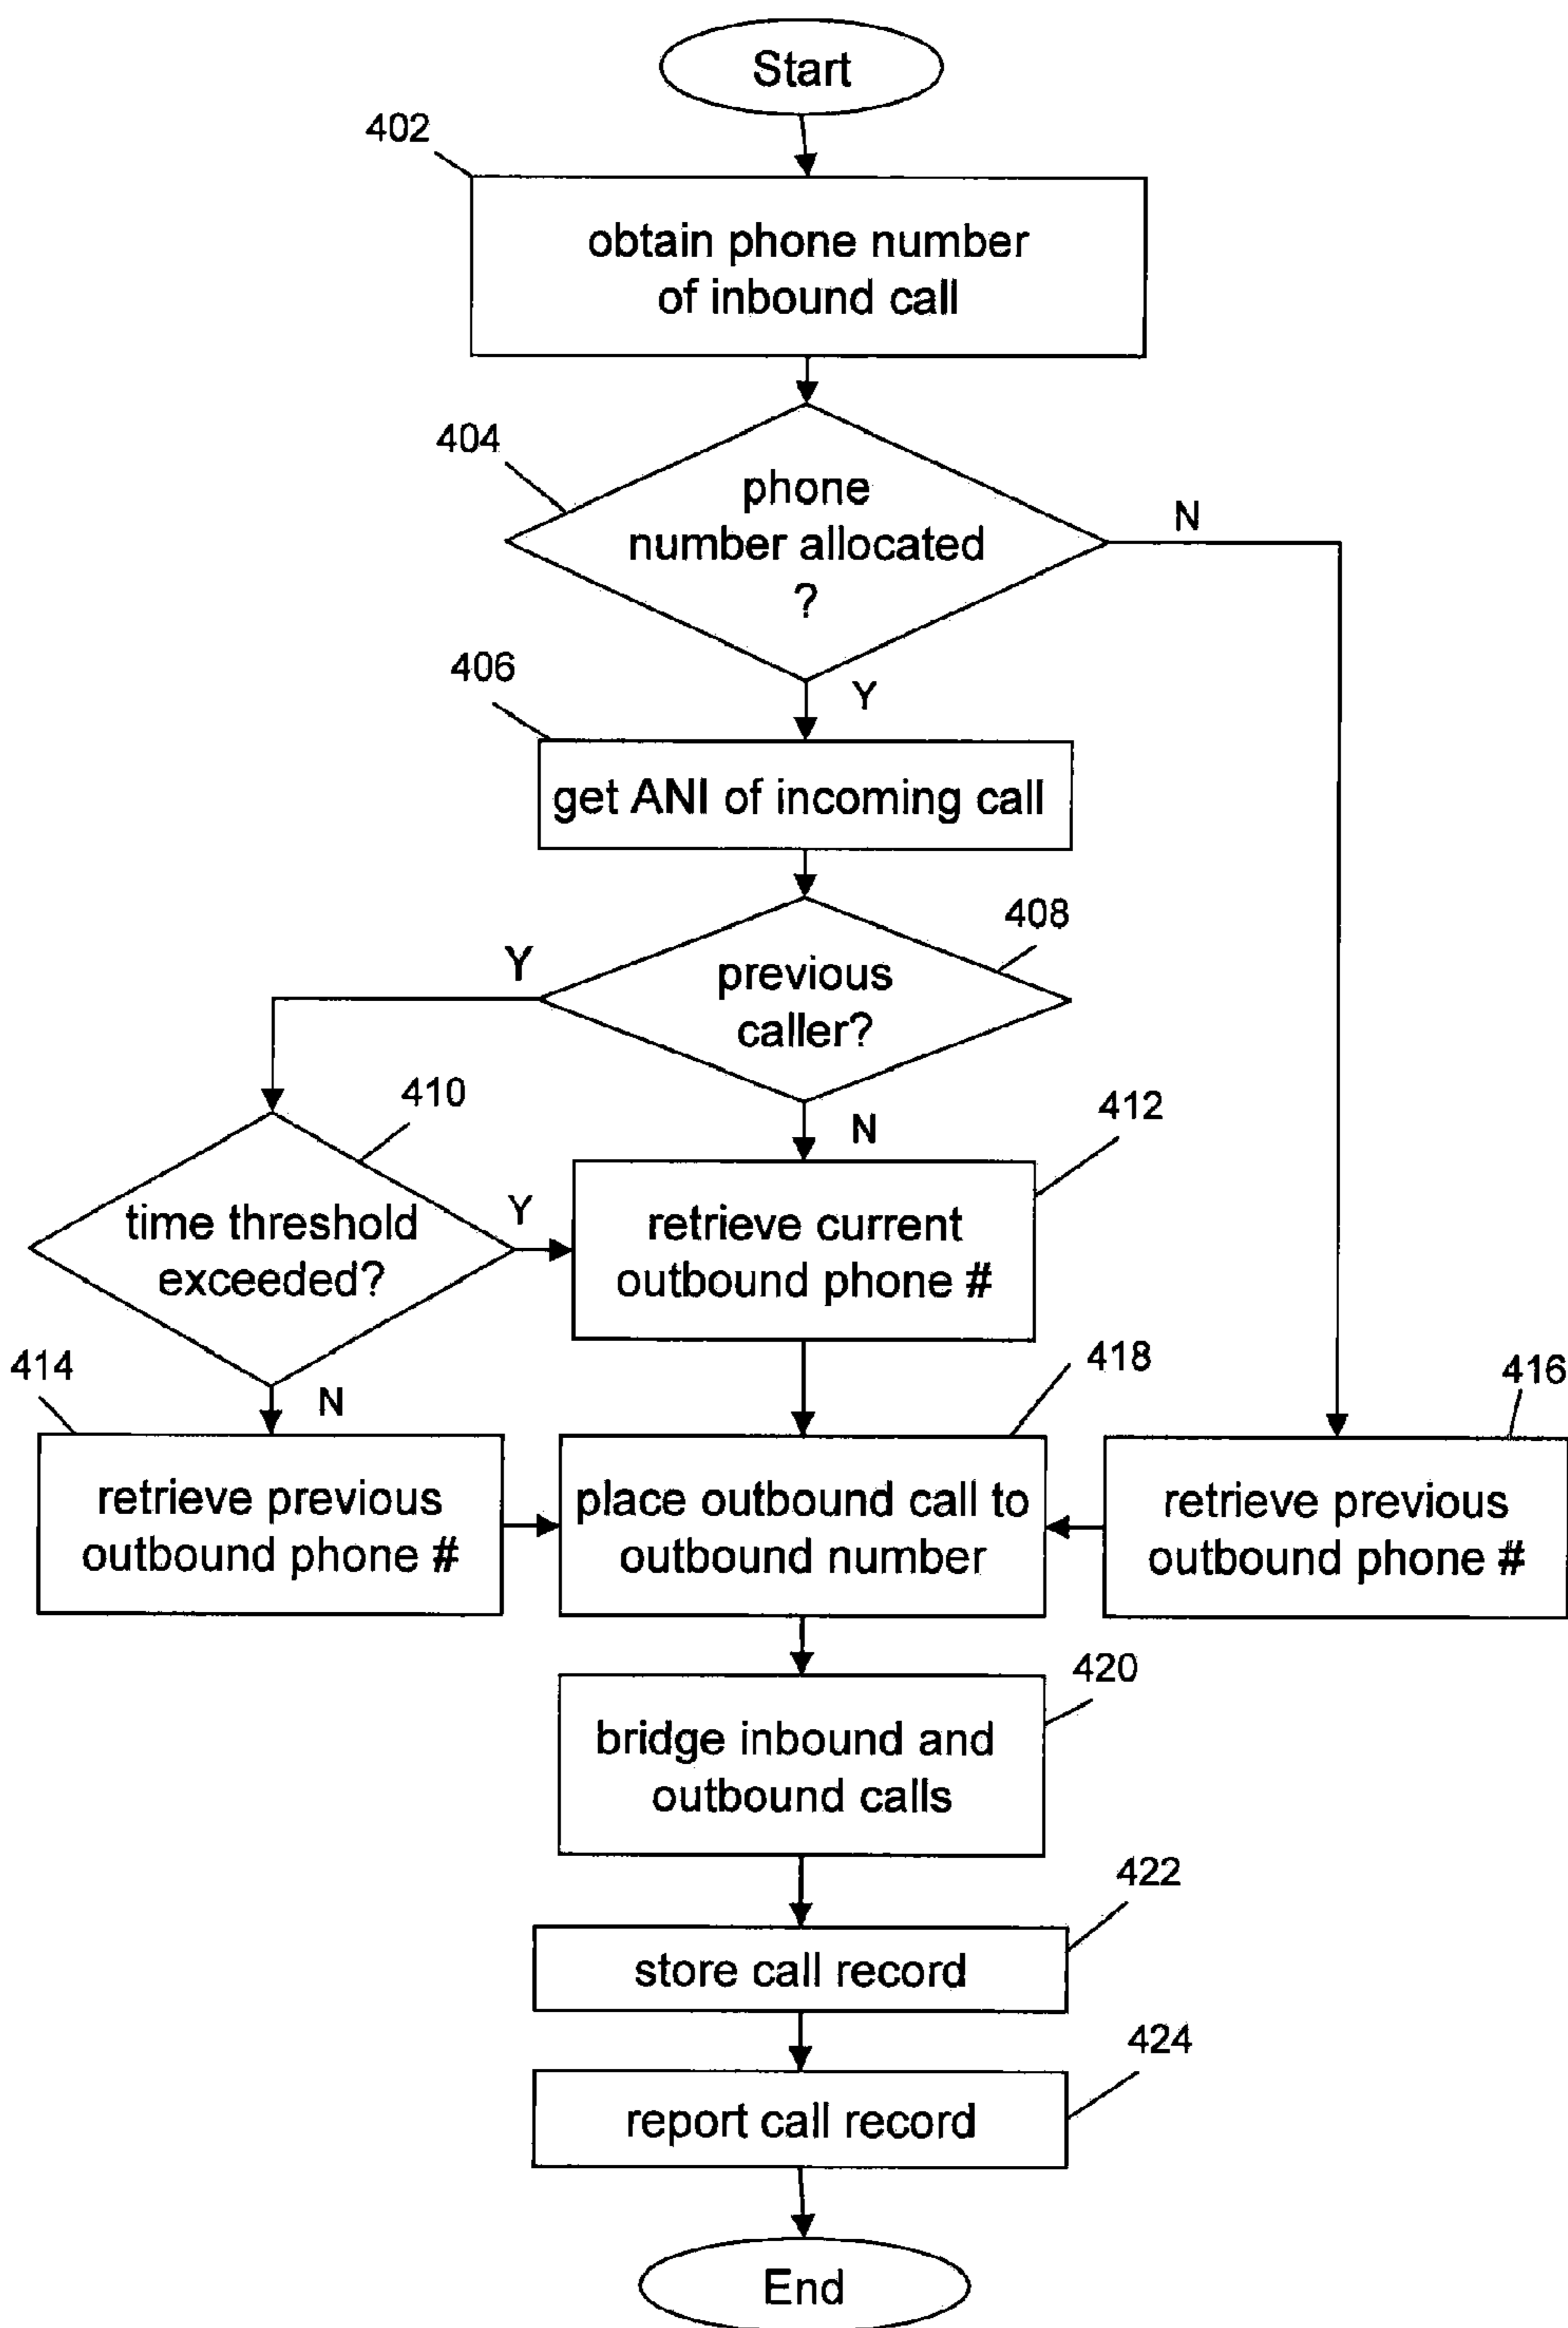 Start
402
obtain phone number
of inbound call
404
phone
number allocated
?
N
406
Y
get ANI of incoming call
408
Y
previous
caller?
410
412
N
Y
time threshold
exceeded?
retrieve current
outbound phone #
414
418
416
N
retrieve previous
outbound phone #
place outbound call to
outbound number
retrieve previous
outbound phone #
420
bridge inbound and
outbound calls
422
store call record
424
report call record
End